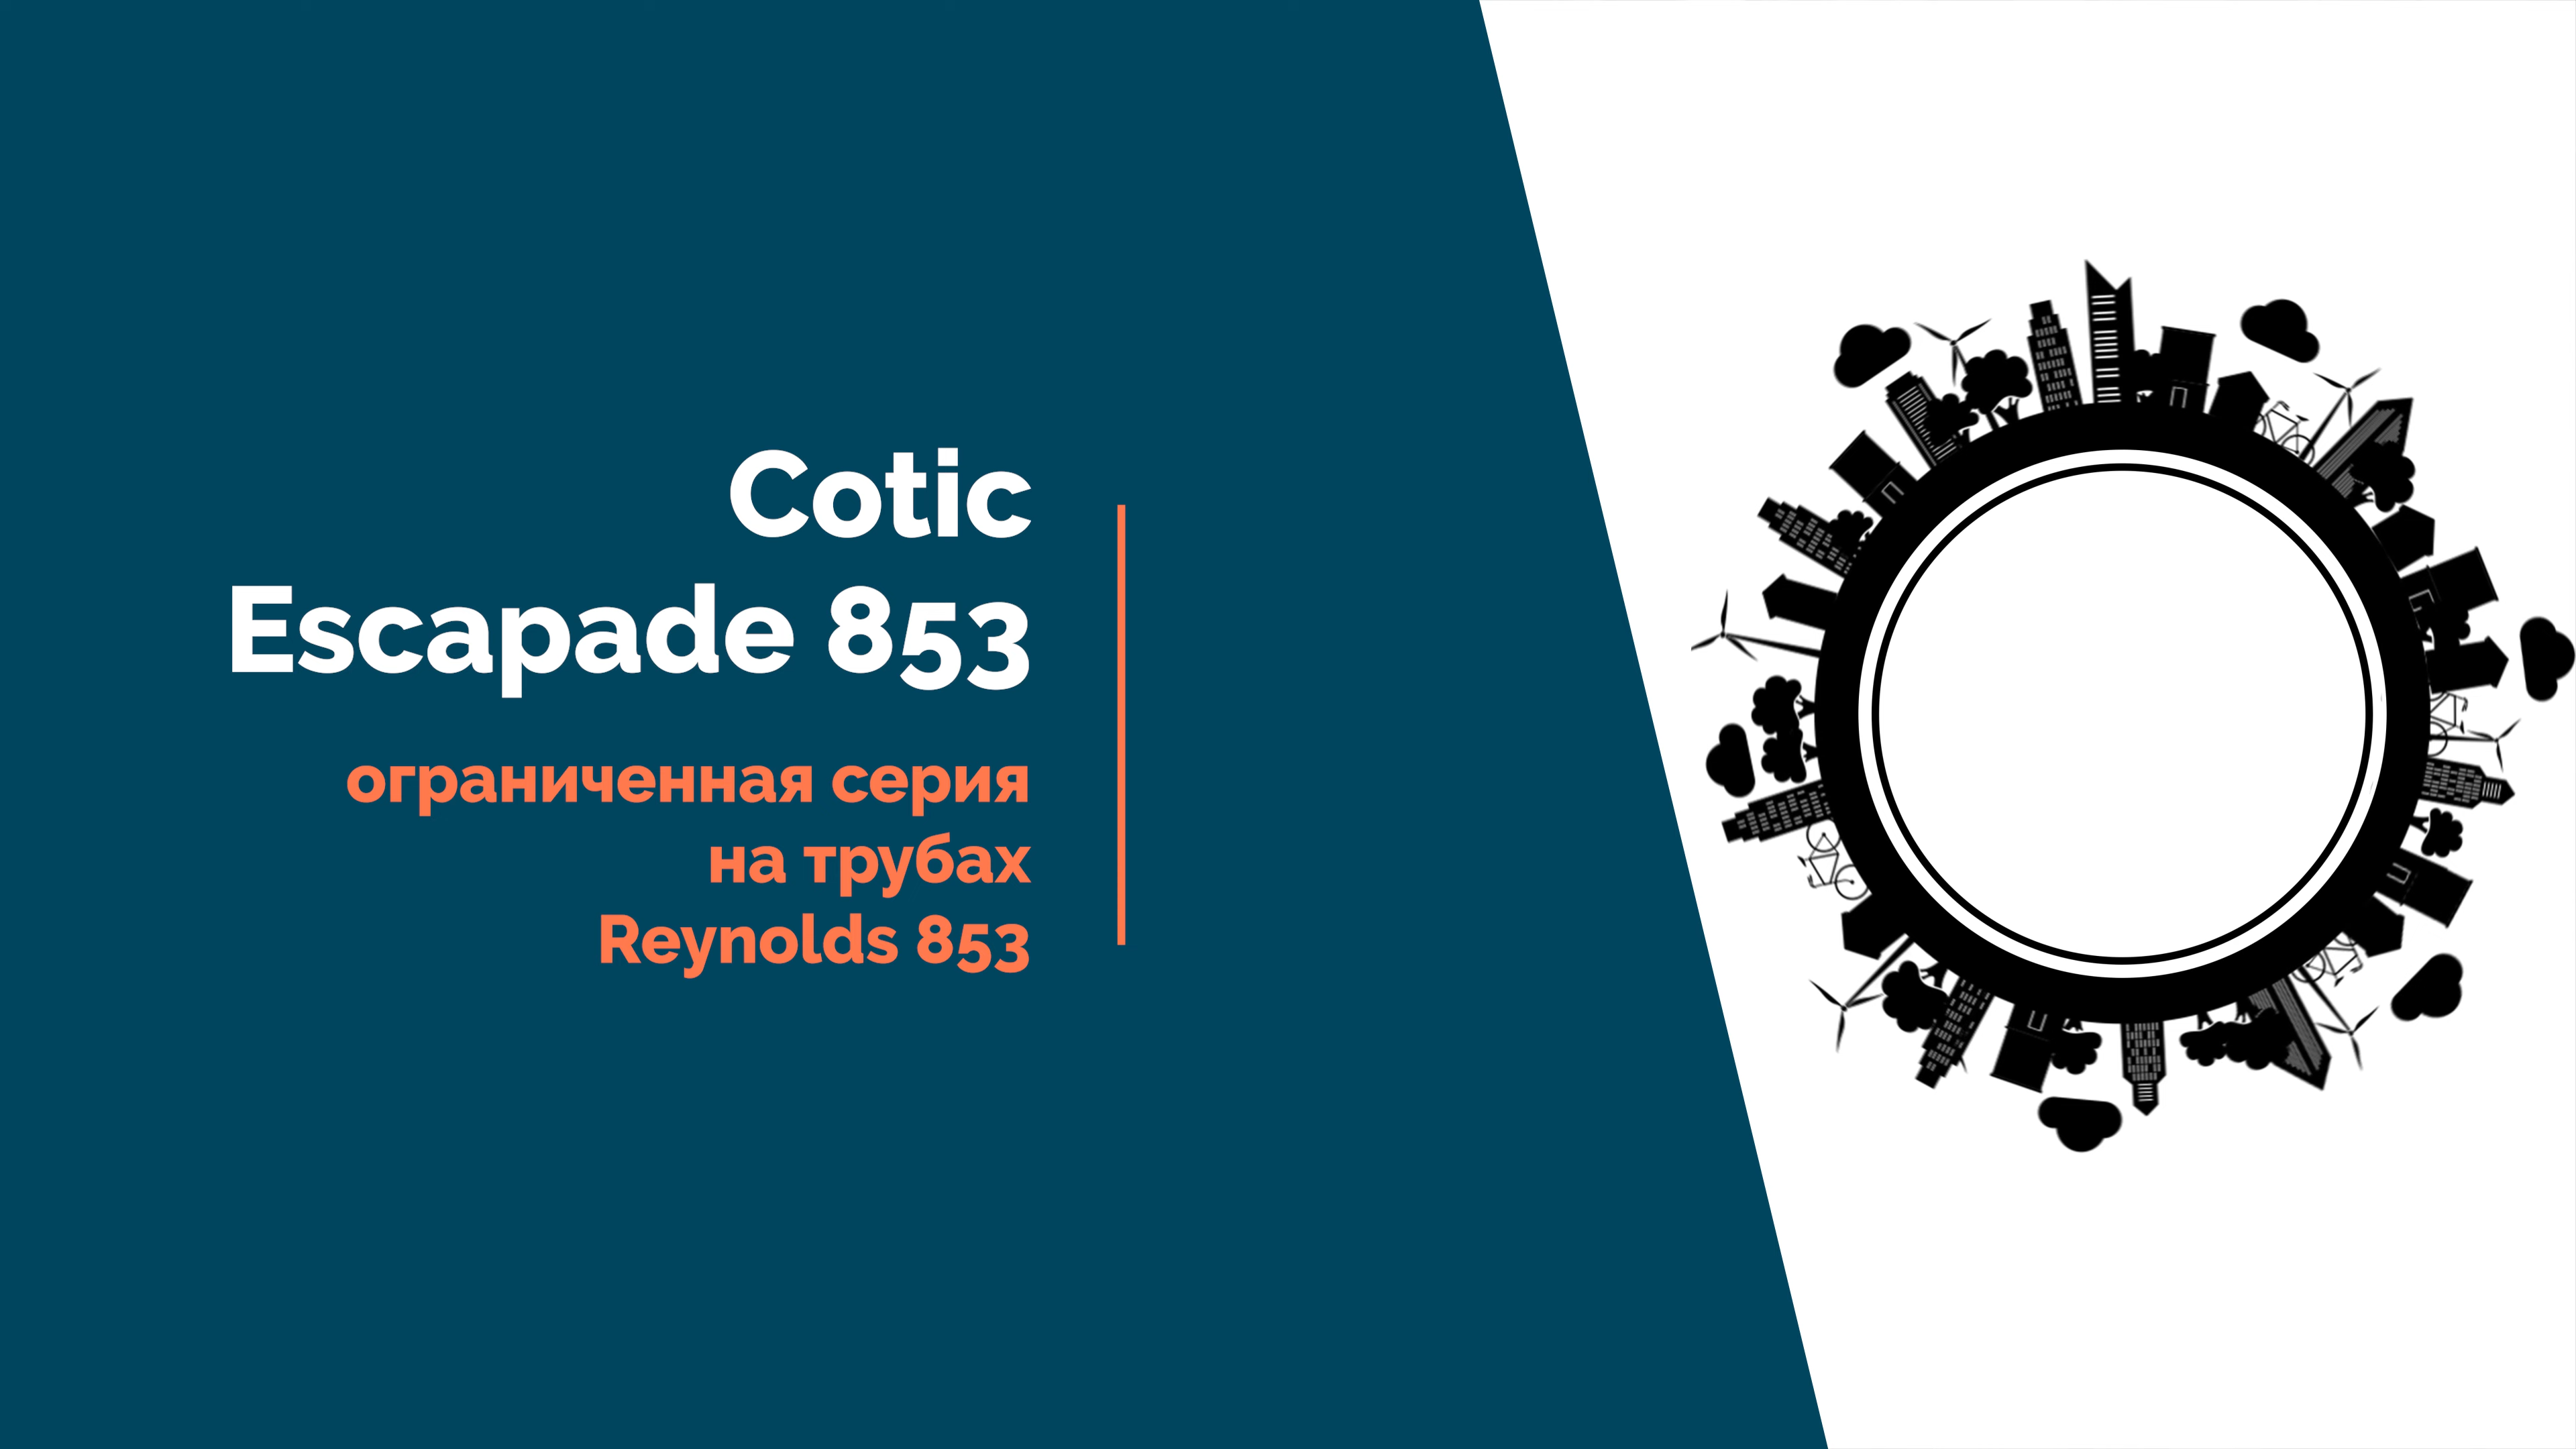 Cotic
Escapade 853
ограниченная серия
на трубах
Reynolds 853